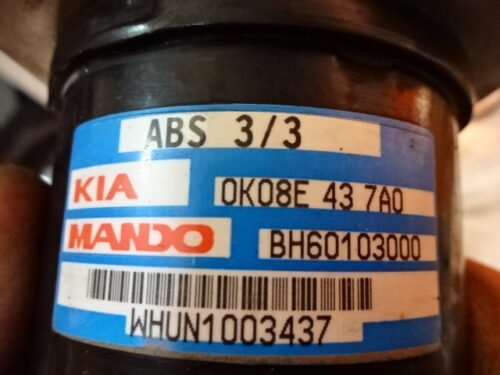 ABS 3/3
KIA 0K08E 43 7A0
MANDO BH60103000
WHUN1003437